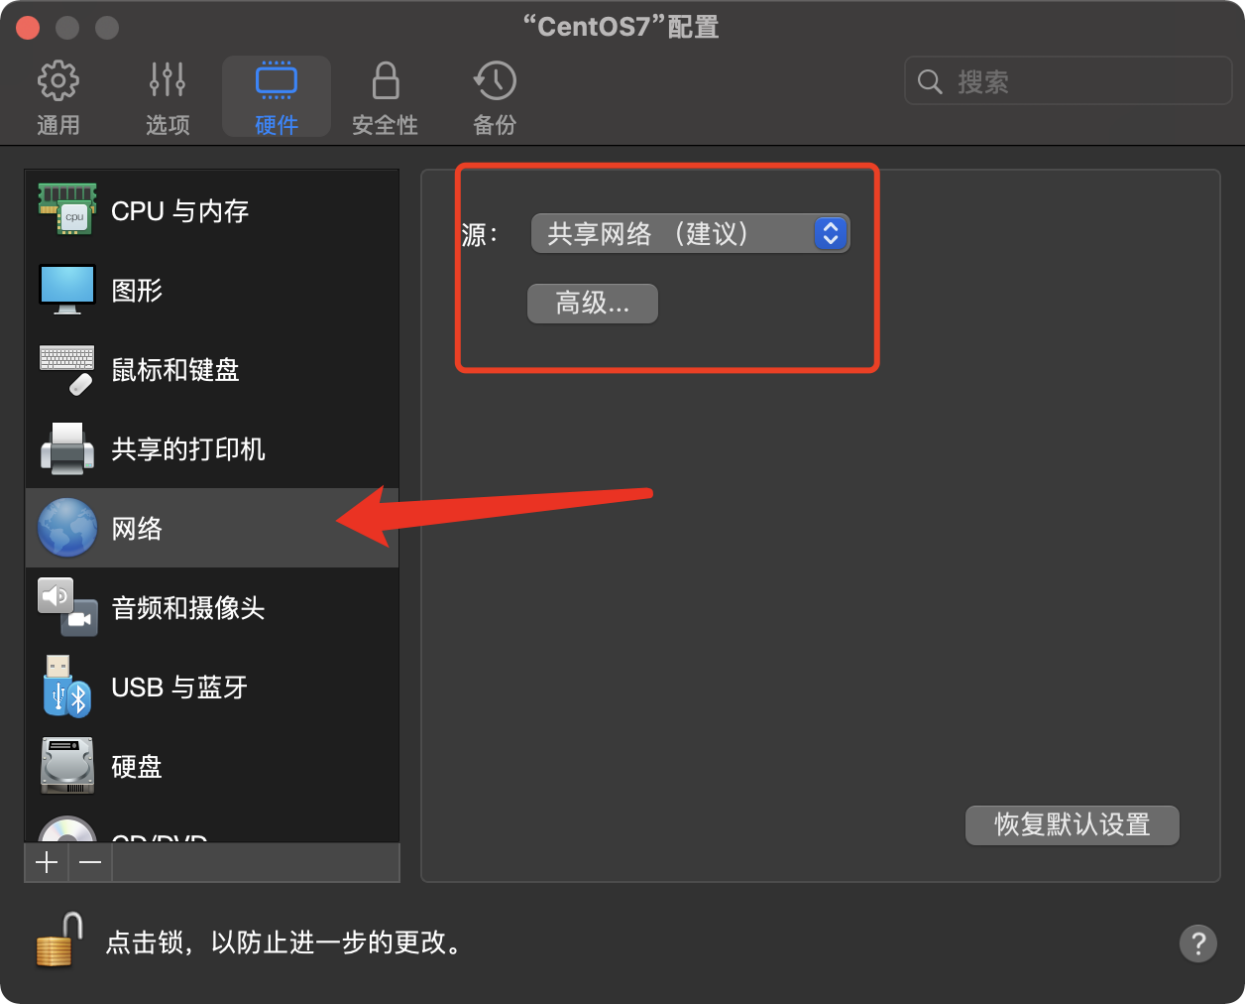 “CentOS7”配置
通用
选项
硬件
安全性
备份
搜索
CPU 与内存
cpu
图形
鼠标和键盘
共享的打印机
网络
音频和摄像头
USB 与蓝牙
硬盘
CD/DVD
源：
共享网络 （建议）
高级...
恢复默认设置
点击锁，以防止进一步的更改。
?